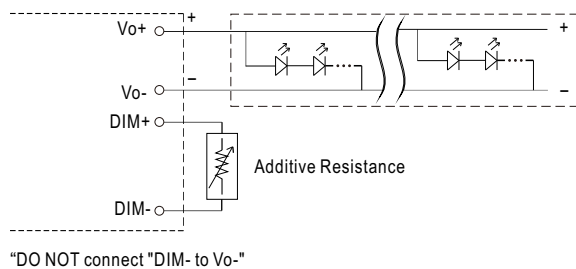 Vo+
+
+
Vo-
−
−
DIM+
Additive Resistance
DIM-
“DO NOT connect "DIM- to Vo-"